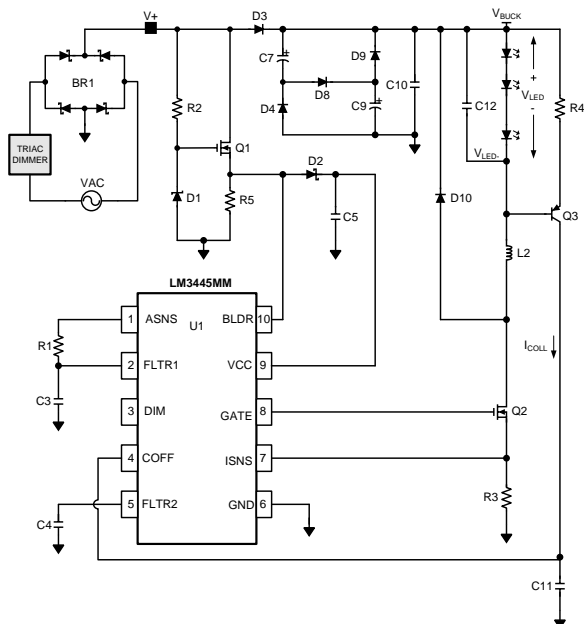 V+
D3
VBUCK
BR1
C7
D9
D8
D4
C9
C10
C12
+
VLED
-
R4
R2
Q1
TRIAC
DIMMER
VAC
D1
R5
D2
C5
VLED-
D10
Q3
L2
LM3445MM
U1
1
ASNS
BLDR
10
R1
2
FLTR1
VCC
9
ICOLL
C3
3
DIM
GATE
8
Q2
4
COFF
ISNS
7
R3
C4
5
FLTR2
GND
6
C11